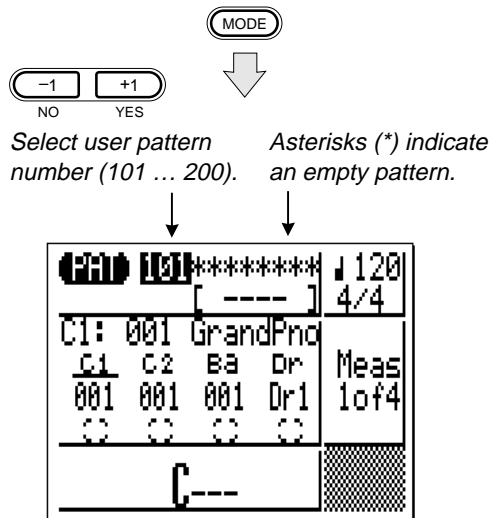 MODE
−1 +1
NO YES
Select user pattern number (101 … 200).
Asterisks (*) indicate an empty pattern.
PAT 101******** ♩120
[ ---- ] 4/4
C1: 001 GrandPno
C1 C2 Ba Dr Meas
001 001 001 Dr1 1of4
C---